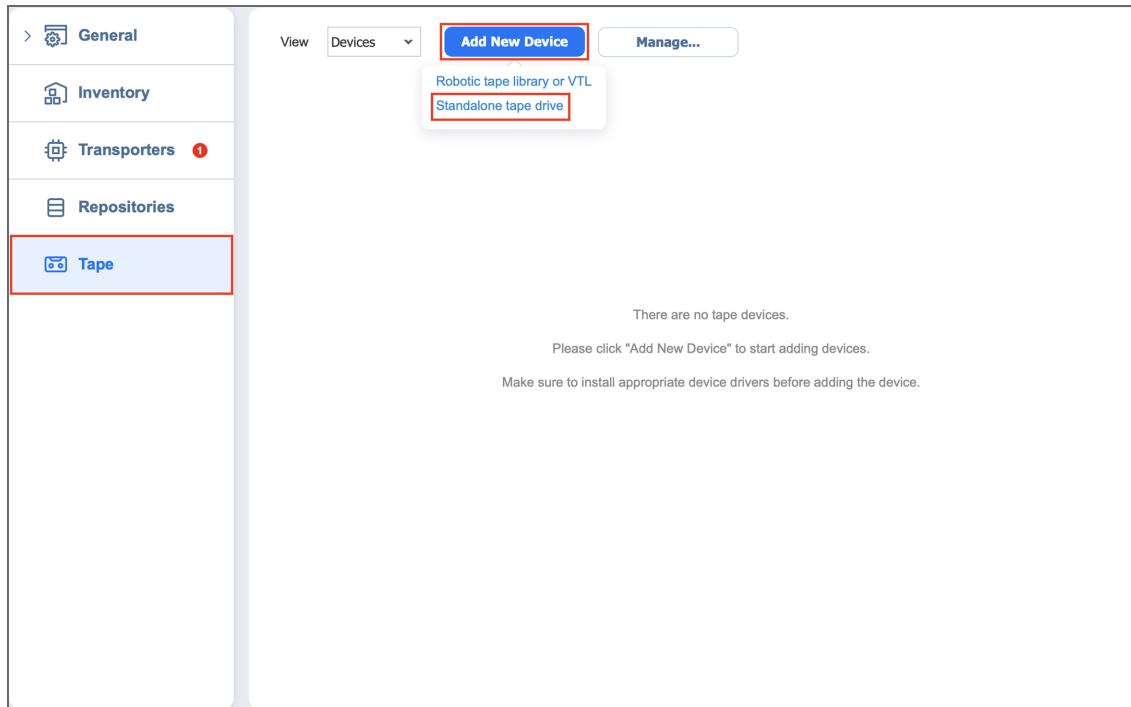 General
Inventory
Transporters 1
Repositories
Tape
View Devices Add New Device Manage...
Robotic tape library or VTL
Standalone tape drive
There are no tape devices.
Please click "Add New Device" to start adding devices.
Make sure to install appropriate device drivers before adding the device.